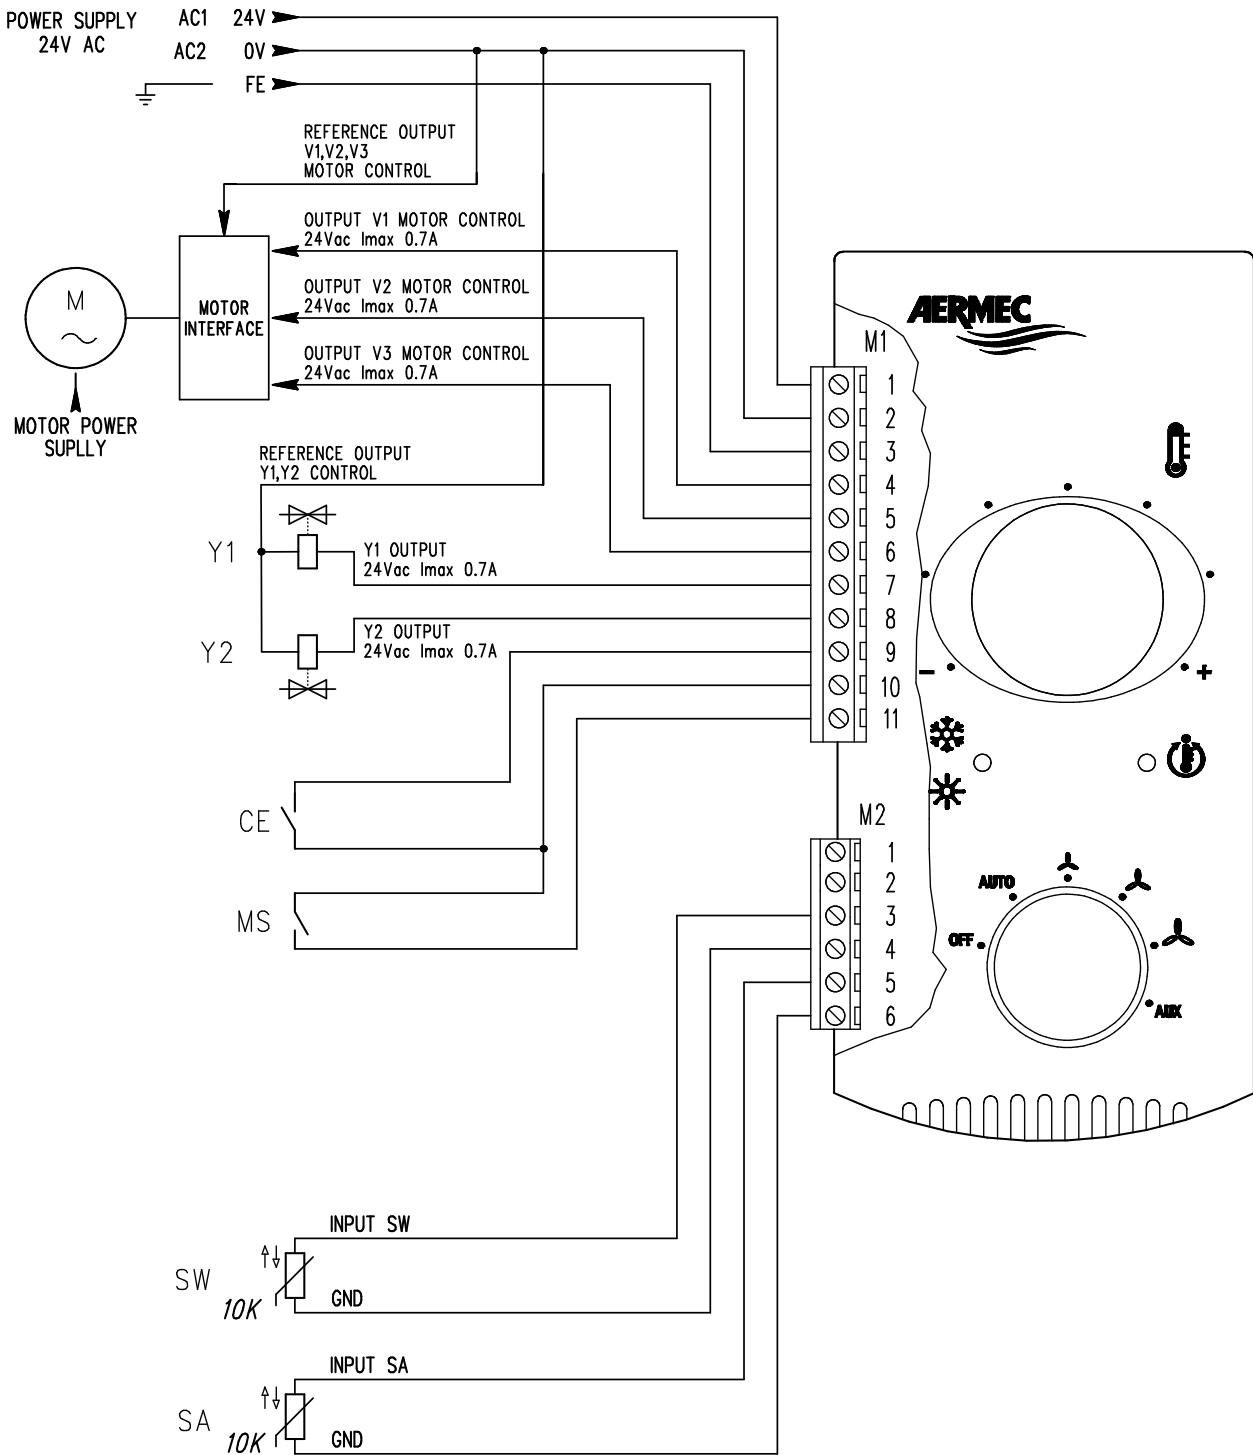 POWER SUPPLY
24V AC
AC1 24V
AC2 0V
FE
REFERENCE OUTPUT
V1,V2,V3
MOTOR CONTROL
OUTPUT V1 MOTOR CONTROL
24Vac Imax 0.7A
OUTPUT V2 MOTOR CONTROL
24Vac Imax 0.7A
OUTPUT V3 MOTOR CONTROL
24Vac Imax 0.7A
M
MOTOR
INTERFACE
MOTOR POWER
SUPLLY
REFERENCE OUTPUT
Y1,Y2 CONTROL
Y1
Y1 OUTPUT
24Vac Imax 0.7A
Y2
Y2 OUTPUT
24Vac Imax 0.7A
CE
MS
AERMEC
M1
1
2
3
4
5
6
7
8
9
10
11
- +
M2
1
2
3
4
5
6
OFF
AUTO
AUX
INPUT SW
SW
10K
GND
INPUT SA
SA
10K
GND